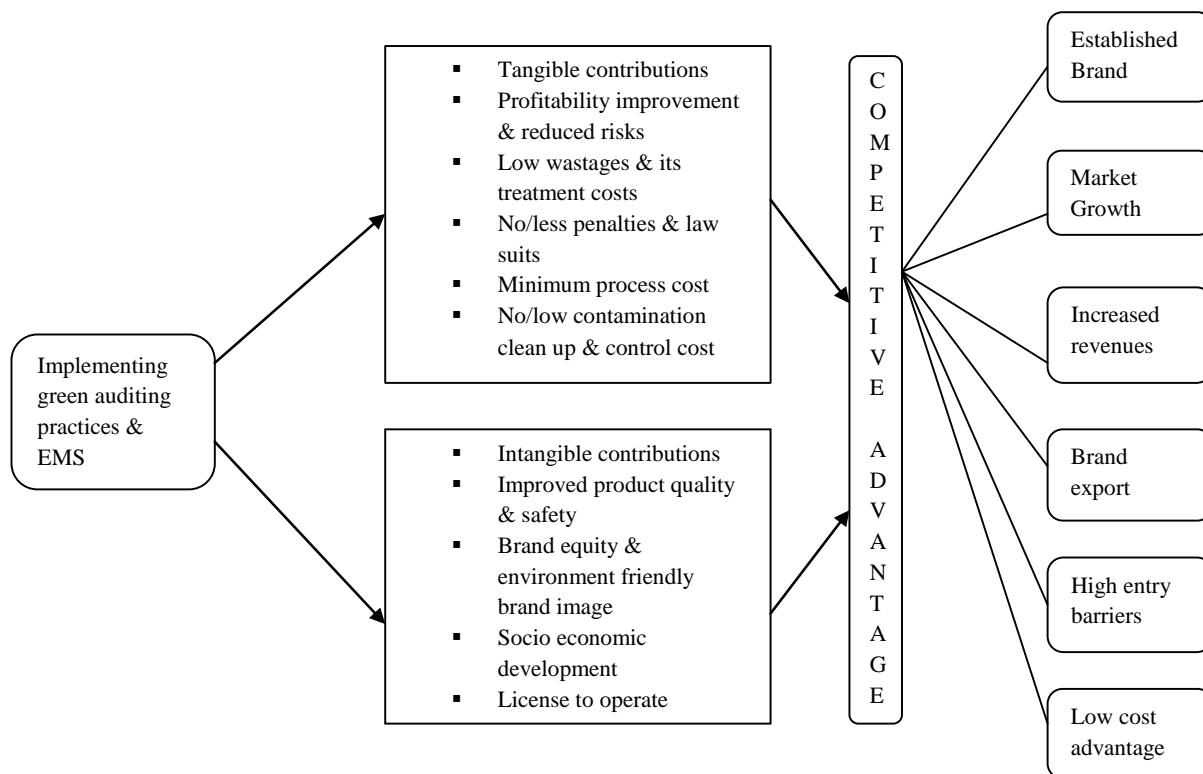 Implementing
green auditing
practices &
EMS
▪ Tangible contributions
▪ Profitability improvement
& reduced risks
▪ Low wastages & its
treatment costs
▪ No/less penalties & law
suits
▪ Minimum process cost
▪ No/low contamination
clean up & control cost
▪ Intangible contributions
▪ Improved product quality
& safety
▪ Brand equity &
environment friendly
brand image
▪ Socio economic
development
▪ License to operate
C
O
M
P
E
T
I
T
I
V
E
A
D
V
A
N
T
A
G
E
Established
Brand
Market
Growth
Increased
revenues
Brand
export
High entry
barriers
Low cost
advantage